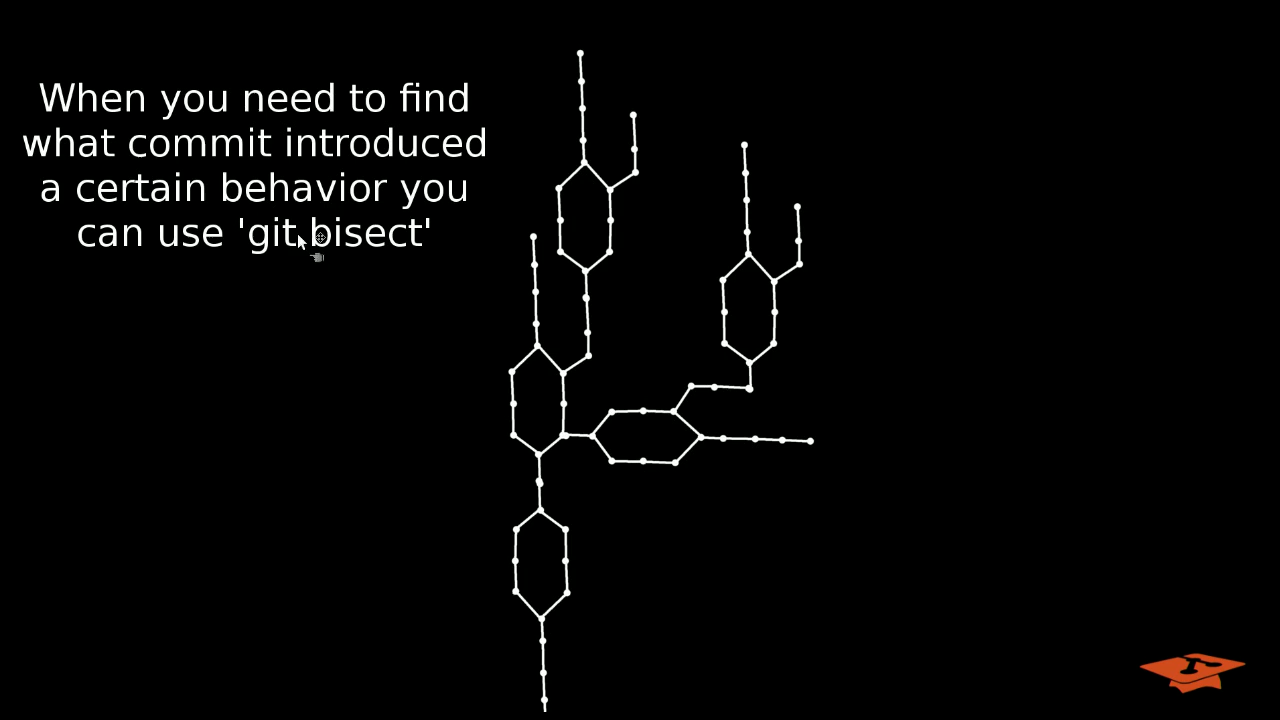 When you need to find
what commit introduced
a certain behavior you
can use 'git bisect'